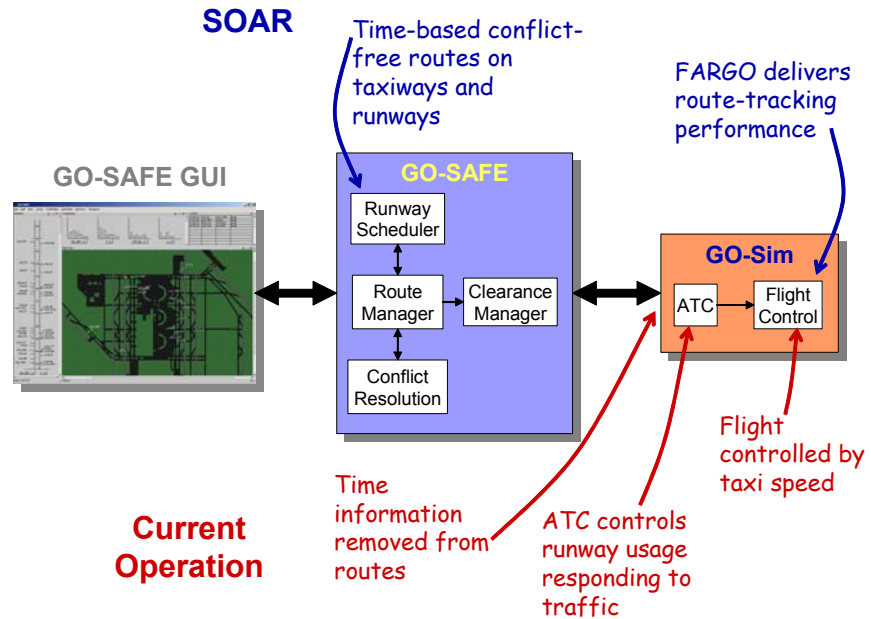 SOAR
Time-based conflict-
free routes on
taxiways and
runways
FARGO delivers
route-tracking
performance
GO-SAFE GUI
GO-SAFE
Runway
Scheduler
Route
Manager
Clearance
Manager
Conflict
Resolution
GO-Sim
ATC
Flight
Control
Flight
controlled by
taxi speed
Time
information
removed from
routes
ATC controls
runway usage
responding to
traffic
Current
Operation